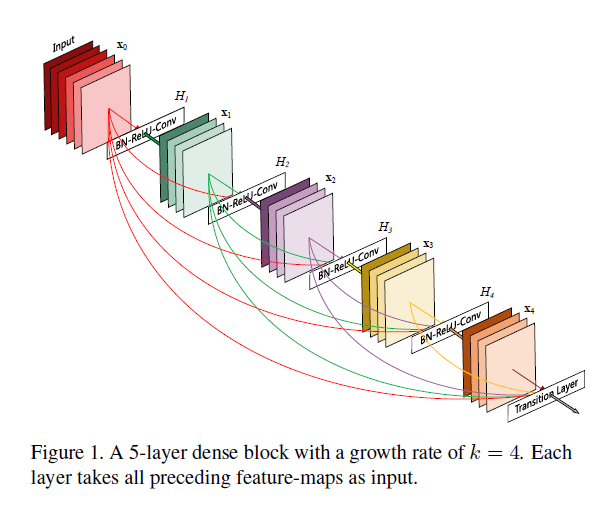 Input
x0
H1
BN-ReLU-Conv
x1
H2
BN-ReLU-Conv
x2
H3
BN-ReLU-Conv
x3
H4
BN-ReLU-Conv
x4
Transition Layer
Figure 1. A 5-layer dense block with a growth rate of k = 4. Each
layer takes all preceding feature-maps as input.